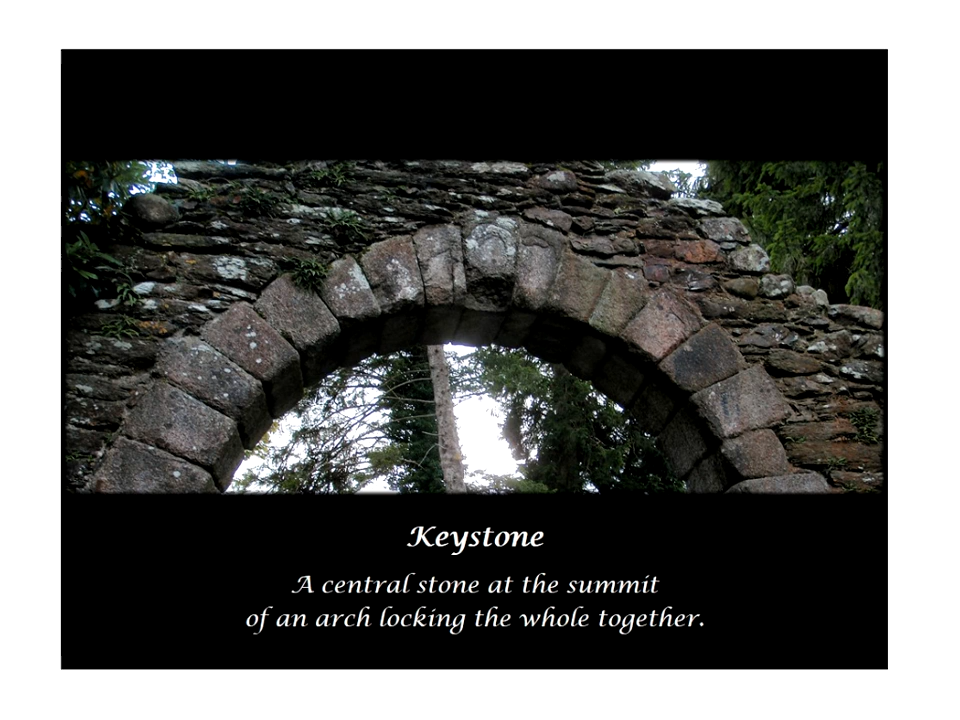 Keystone
A central stone at the summit
of an arch locking the whole together.